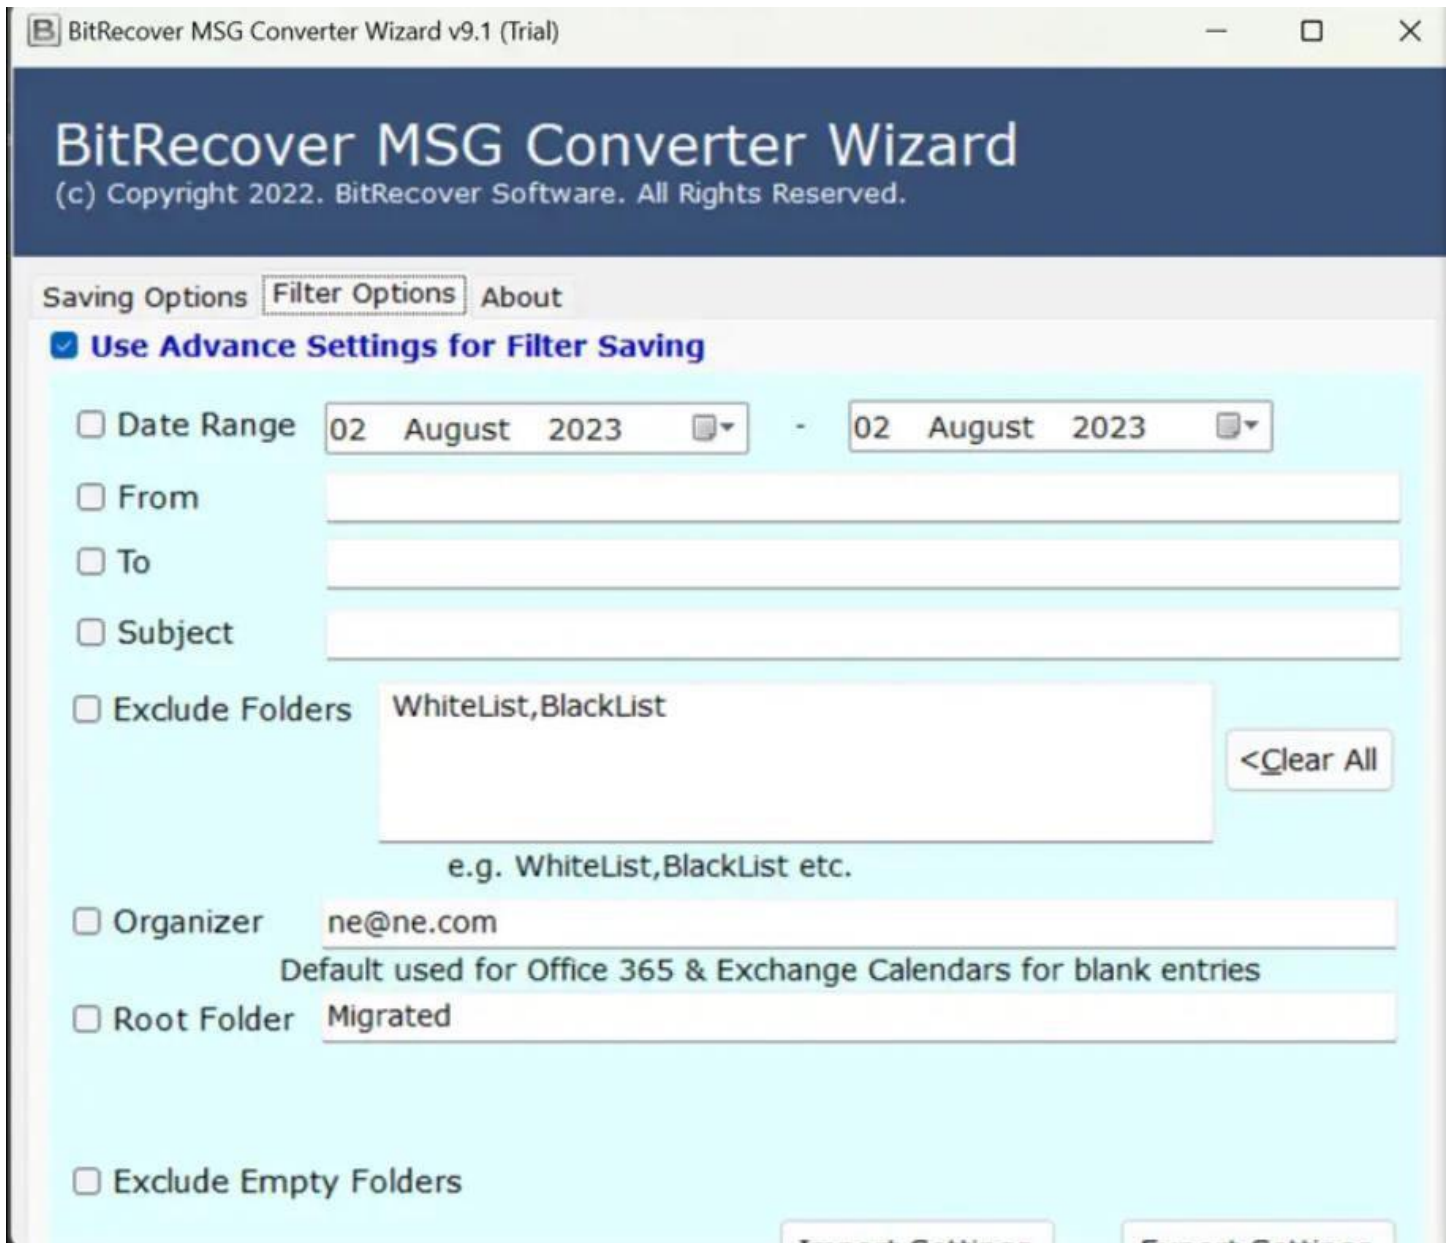 BitRecover MSG Converter Wizard v9.1 (Trial)
BitRecover MSG Converter Wizard
(c) Copyright 2022. BitRecover Software. All Rights Reserved.
Saving Options Filter Options About
Use Advance Settings for Filter Saving
Date Range 02 August 2023 - 02 August 2023
From
To
Subject
Exclude Folders WhiteList,BlackList
<Clear All
e.g. WhiteList,BlackList etc.
Organizer ne@ne.com
Default used for Office 365 & Exchange Calendars for blank entries
Root Folder Migrated
Exclude Empty Folders